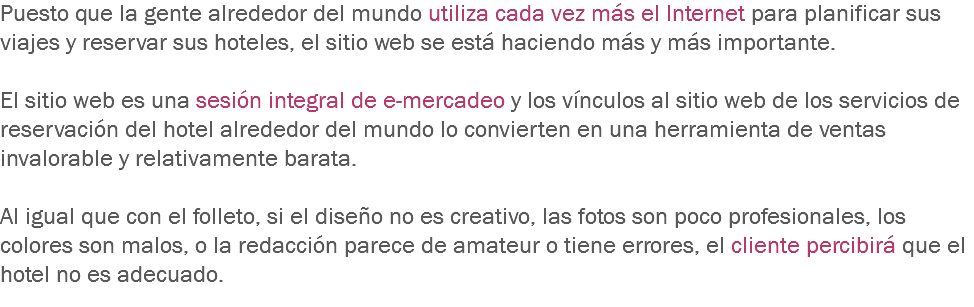 Puesto que la gente alrededor del mundo utiliza cada vez más el Internet para planificar sus
viajes y reservar sus hoteles, el sitio web se está haciendo más y más importante.
El sitio web es una sesión integral de e-mercadeo y los vínculos al sitio web de los servicios de
reservación del hotel alrededor del mundo lo convierten en una herramienta de ventas
invalorable y relativamente barata.
Al igual que con el folleto, si el diseño no es creativo, las fotos son poco profesionales, los
colores son malos, o la redacción parece de amateur o tiene errores, el cliente percibirá que el
hotel no es adecuado.